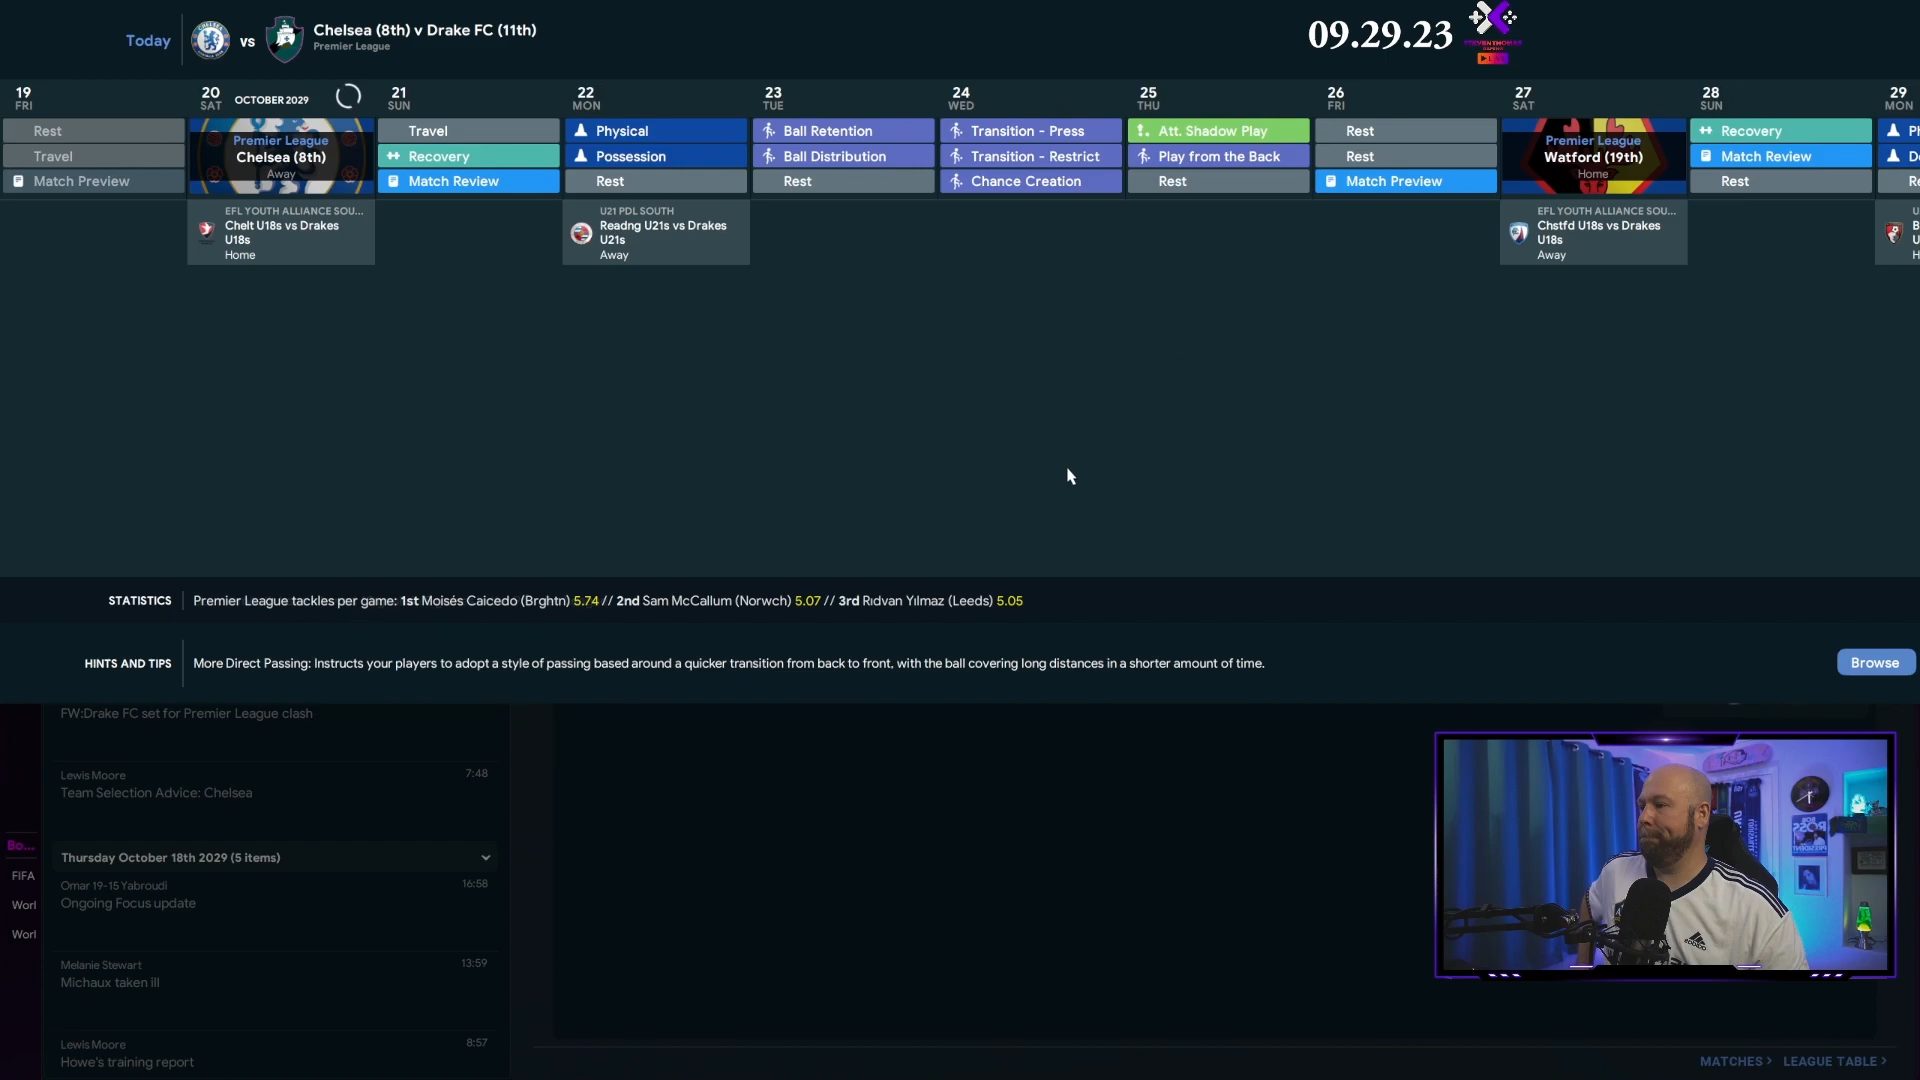 Today
vs
Chelsea (8th) v Drake FC (11th)
Premier League
09.29.23
19
FRI
20
SAT
OCTOBER 2029
21
SUN
22
MON
23
TUE
24
WED
25
THU
26
FRI
27
SAT
28
SUN
29
MON
Rest
Travel
Match Preview
Premier League
Chelsea (8th)
Away
EFL YOUTH ALLIANCE SOU...
Chelt U18s vs Drakes
U18s
Home
Travel
Recovery
Match Review
Physical
Possession
Rest
U21 PDL SOUTH
Readng U21s vs Drakes
U21s
Away
Ball Retention
Ball Distribution
Rest
Transition - Press
Transition - Restrict
Chance Creation
Att. Shadow Play
Play from the Back
Rest
Rest
Rest
Match Preview
Premier League
Watford (19th)
Home
EFL YOUTH ALLIANCE SOU...
Chstfd U18s vs Drakes
U18s
Away
Recovery
Match Review
Rest
STATISTICS
Premier League tackles per game: 1st Moisés Caicedo (Brghtn) 5.74 // 2nd Sam McCallum (Norwch) 5.07 // 3rd Rıdvan Yılmaz (Leeds) 5.05
HINTS AND TIPS
More Direct Passing: Instructs your players to adopt a style of passing based around a quicker transition from back to front, with the ball covering long distances in a shorter amount of time.
Browse
FW:Drake FC set for Premier League clash
Lewis Moore
7:48
Team Selection Advice: Chelsea
Bo...
FIFA
Worl
Worl
Thursday October 18th 2029 (5 items)
Omar 19-15 Yabroudi
16:58
Ongoing Focus update
Melanie Stewart
13:59
Michaux taken ill
Lewis Moore
8:57
Howe's training report
MATCHES >
LEAGUE TABLE >
adidas